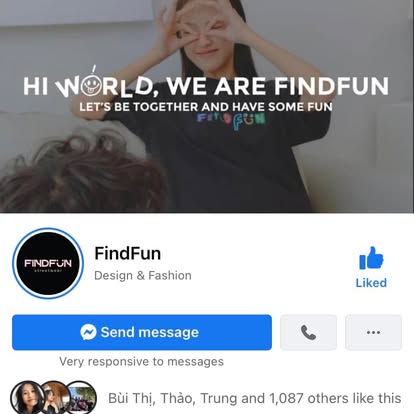 HI WORLD, WE ARE FINDFUN
LET'S BE TOGETHER AND HAVE SOME FUN
FINDFUN
FINDFUN
streetwear
FindFun
Design & Fashion
Liked
Send message
Very responsive to messages
Bùi Thị, Thảo, Trung and 1,087 others like this